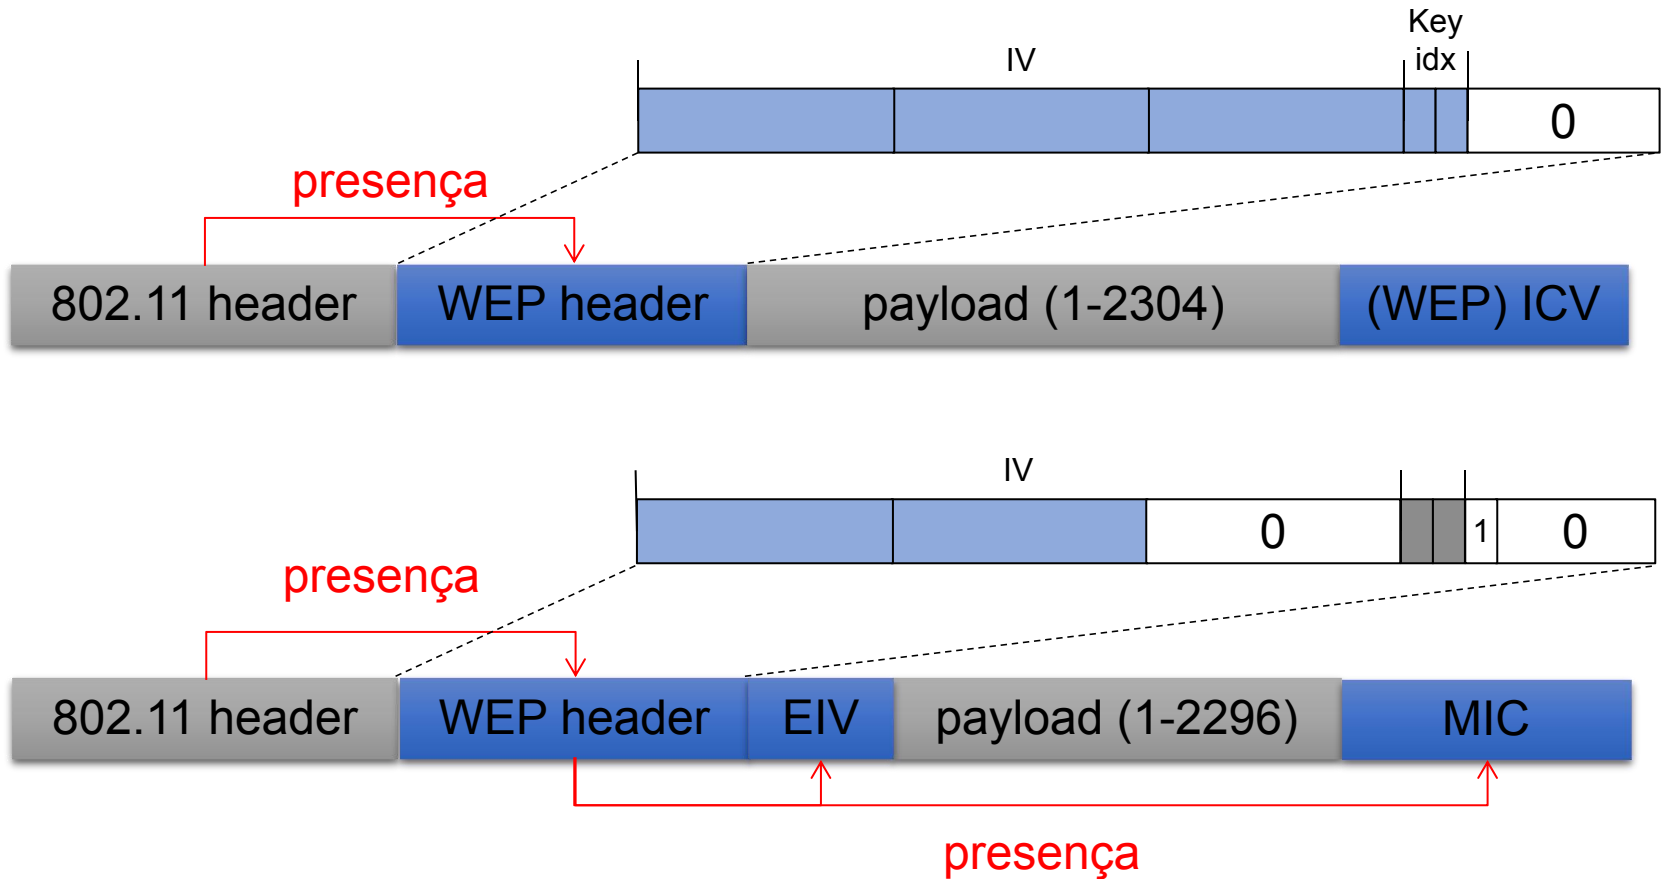 Key
idx
IV
0
presença
802.11 header WEP header payload (1-2304) (WEP) ICV
IV
0 1 0
presença
802.11 header WEP header EIV payload (1-2296) MIC
presença